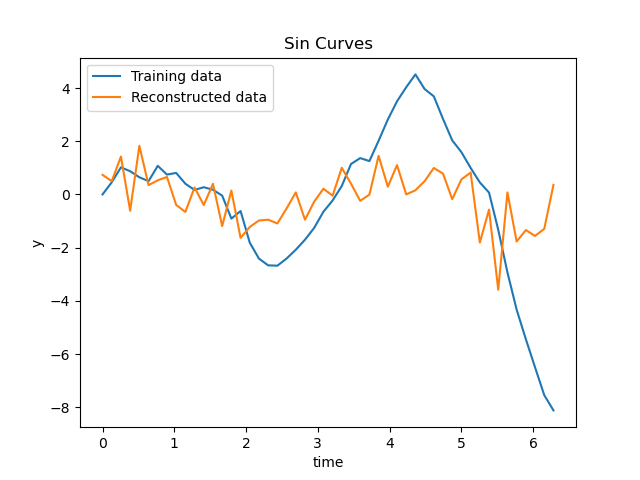 Sin Curves
Training data
Reconstructed data
4
2
0
−2
−4
−6
−8
y
0 1 2 3 4 5 6
time